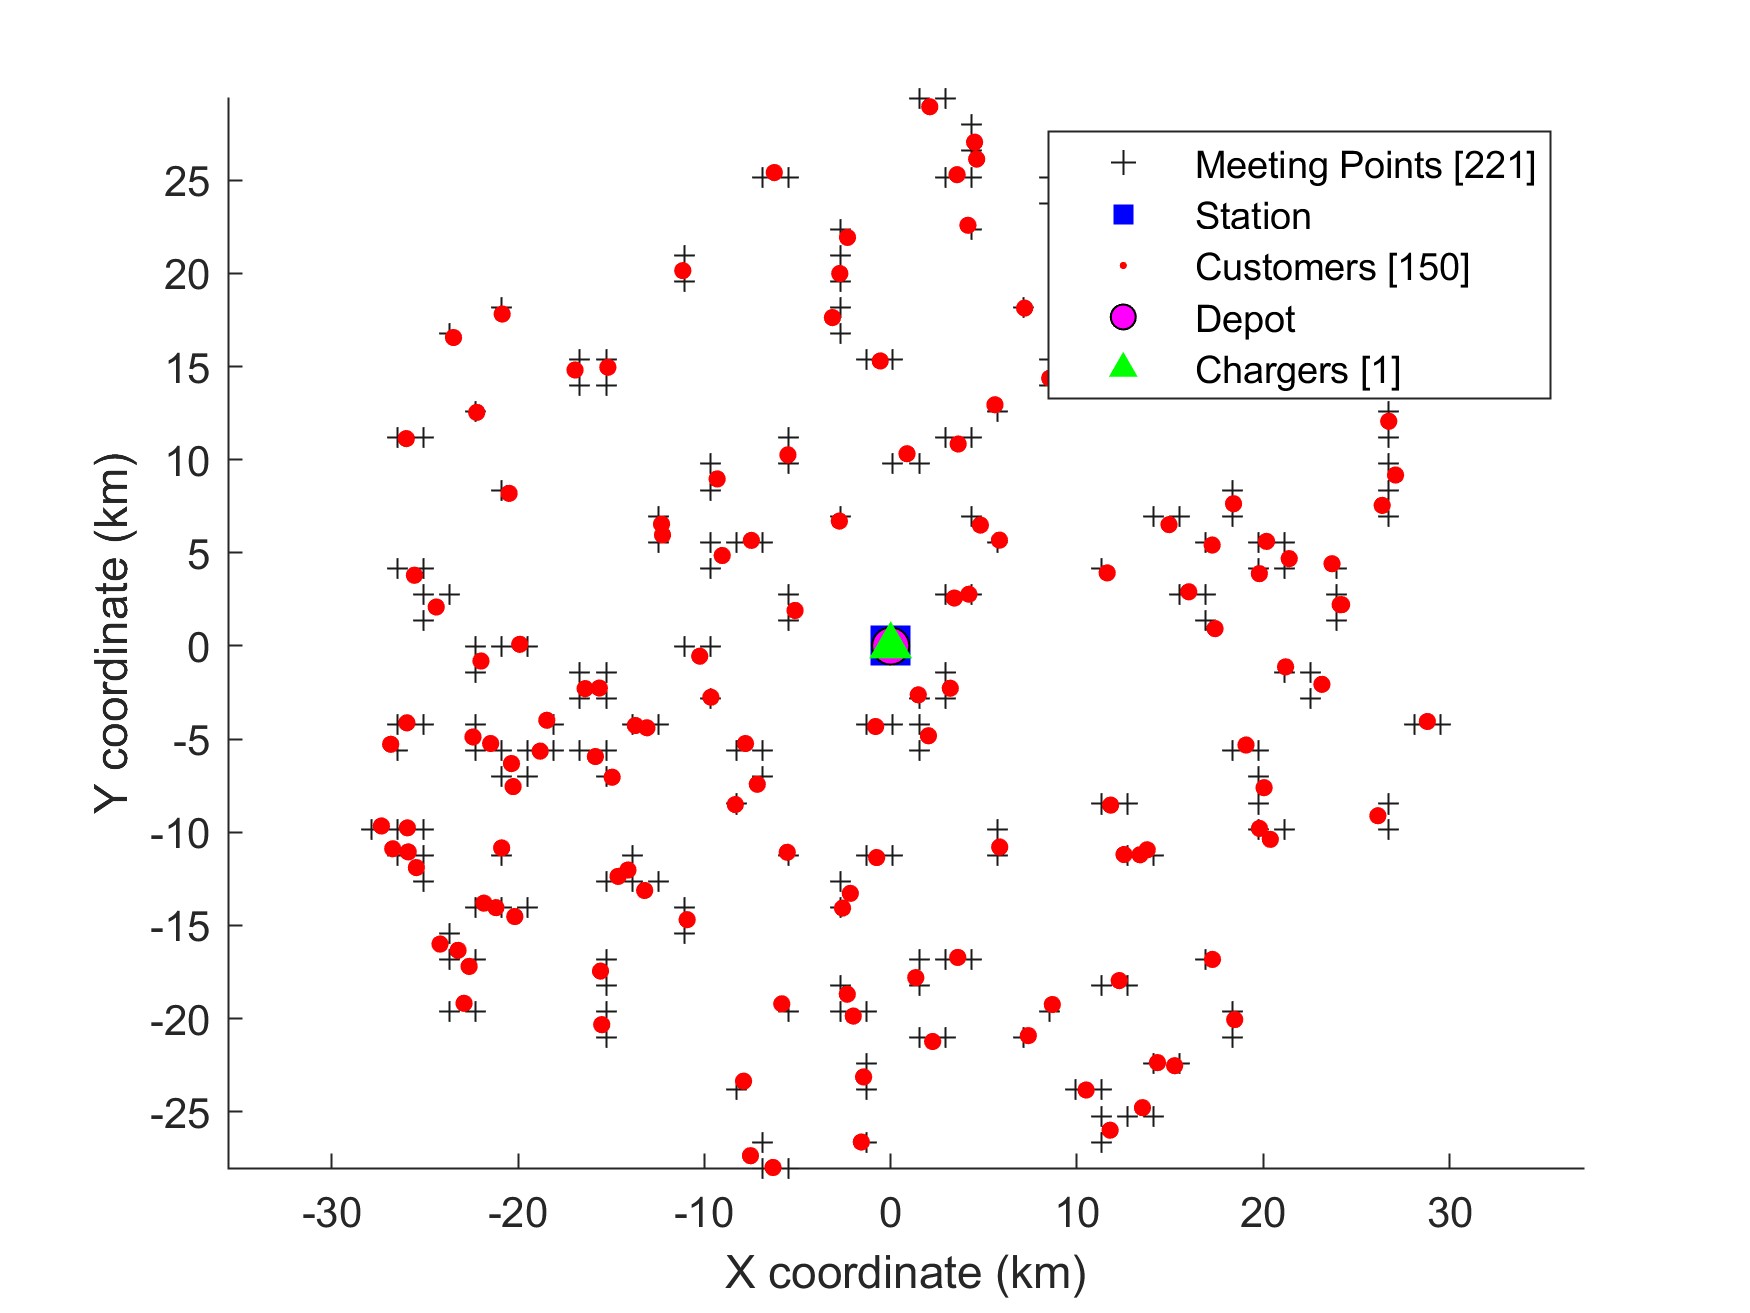 Meeting Points [221]
Station
Customers [150]
Depot
Chargers [1]
25
20
15
10
5
0
-5
-10
-15
-20
-25
Y coordinate (km)
-30 -20 -10 0 10 20 30
X coordinate (km)